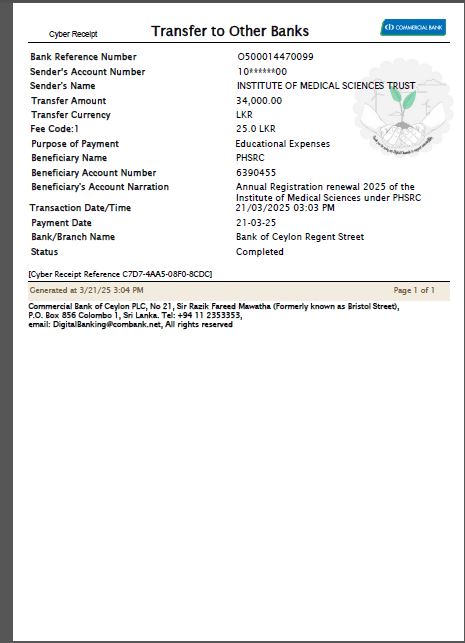 Cyber Receipt
Transfer to Other Banks
COMMERCIAL BANK
Bank Reference Number O500014470099
Sender's Account Number 10******00
Sender's Name INSTITUTE OF MEDICAL SCIENCES TRUST
Transfer Amount 34,000.00
Transfer Currency LKR
Fee Code:1 25.0 LKR
Purpose of Payment Educational Expenses
Beneficiary Name PHSRC
Beneficiary Account Number 6390455
Beneficiary's Account Narration Annual Registration renewal 2025 of the
Institute of Medical Sciences under PHSRC
Transaction Date/Time 21/03/2025 03:03 PM
Payment Date 21-03-25
Bank/Branch Name Bank of Ceylon Regent Street
Status Completed
[Cyber Receipt Reference C7D7-4AA5-08F0-8CDC]
Generated at 3/21/25 3:04 PM Page 1 of 1
Commercial Bank of Ceylon PLC, No 21, Sir Razik Fareed Mawatha (Formerly known as Bristol Street),
P.O. Box 856 Colombo 1, Sri Lanka. Tel: +94 11 2353353,
email: DigitalBanking@combank.net, All rights reserved